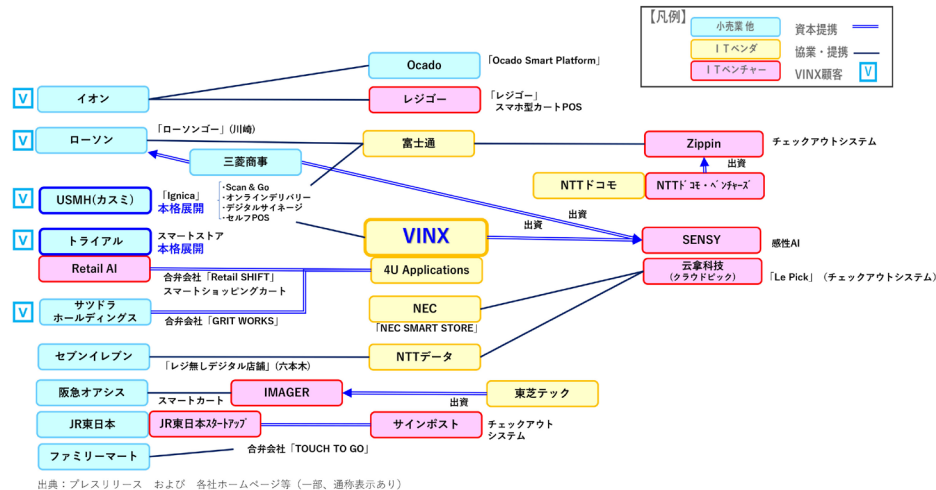 【凡例】
小売業 他
資本提携
ＩＴベンダ
協業・提携
ＩＴベンチャー
VINX顧客
V
Ocado
「Ocado Smart Platform」
V
イオン
レジゴー
「レジゴー」
スマホ型カートPOS
V
ローソン
「ローソンゴー」(川崎)
富士通
Zippin
チェックアウトシステム
三菱商事
出資
NTTドコモ
NTTﾄﾞｺﾓ・ﾍﾞﾝﾁｬｰｽﾞ
V
USMH(カスミ)
「Ignica」
本格展開
・Scan & Go
・オンラインデリバリー
・デジタルサイネージ
・セルフPOS
出資
出資
V
トライアル
スマートストア
本格展開
VINX
SENSY
感性AI
Retail AI
合弁会社「Retail SHIFT」
スマートショッピングカート
4U Applications
云拿科技
(クラウドピック)
「Le Pick」（チェックアウトシステム）
V
サツドラ
ホールディングス
合弁会社「GRIT WORKS」
NEC
「NEC SMART STORE」
セブンイレブン
「レジ無しデジタル店舗」(六本木)
NTTデータ
阪急オアシス
スマートカート
IMAGER
出資
東芝テック
JR東日本
JR東日本ｽﾀｰﾄｱｯﾌﾟ
サインポスト
チェックアウト
システム
ファミリーマート
合弁会社「TOUCH TO GO」
出典：プレスリリース　および　各社ホームページ等（一部、通称表示あり）